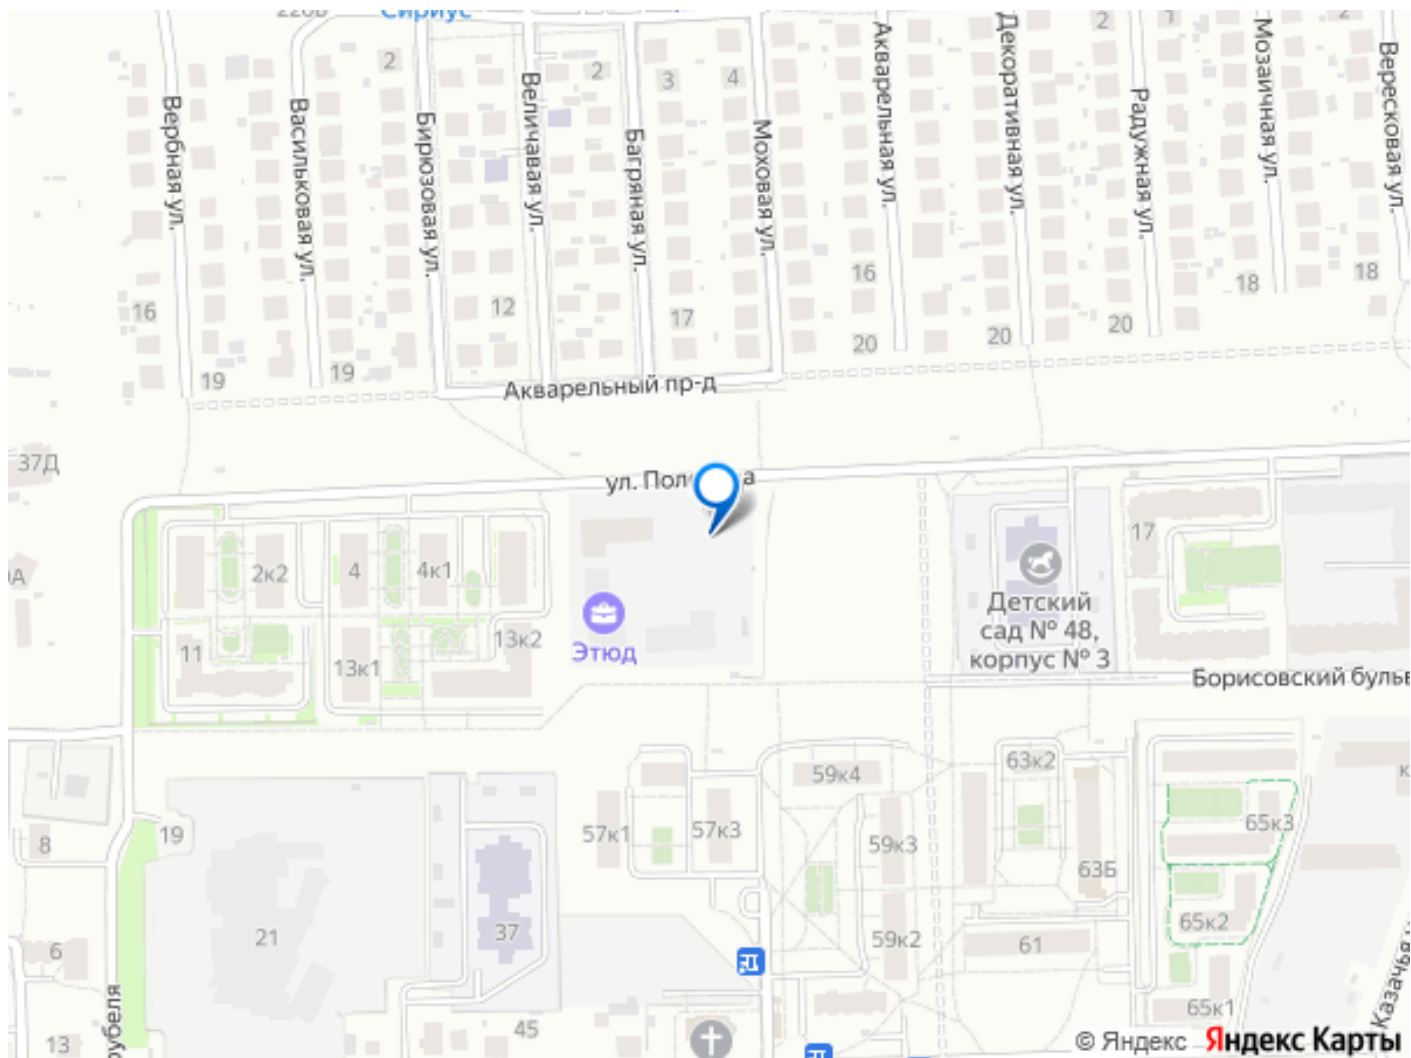 Сириус
2
2
3
4
2
1
2
Вербная ул.
Васильковая ул.
Бирюзовая ул.
Величавая ул.
Багряная ул.
Моховая ул.
Акварельная ул.
Декоративная ул.
Радужная ул.
Мозаичная ул.
Вересковая ул.
16
12
17
16
20
20
20
18
18
19
19
Акварельный пр-д
37Д
ул. Пол
а
2к2
4
4к1
11
13к1
13к2
Этюд
17
Детский
сад № 48,
корпус № 3
Борисовский бульв
59к4
63к2
57к1
57к3
59к3
63Б
65к3
65к2
65к1
59к2
61
8
19
6
21
37
45
13
рубеля
Казачья
© Яндекс Яндекс Карты